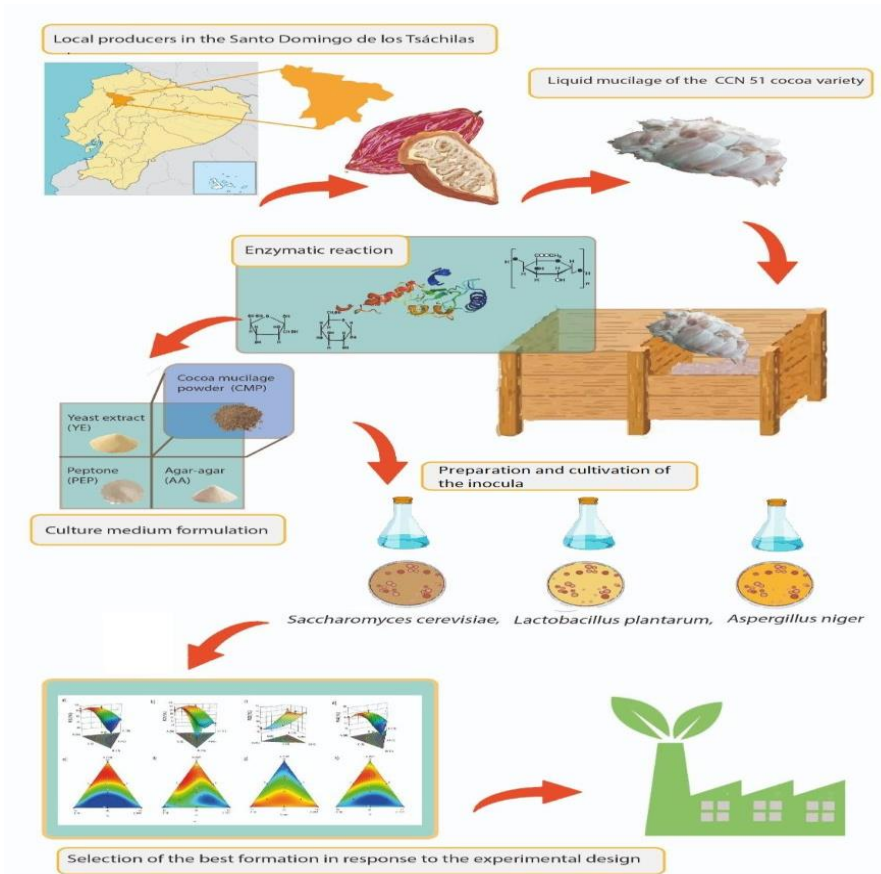 Local producers in the Santo Domingo de los Tsáchilas
Liquid mucilage of the CCN 51 cocoa variety
Enzymatic reaction
Cocoa mucilage
powder (CMP)
Yeast extract
(YE)
Peptone
(PEP)
Agar-agar
(AA)
Culture medium formulation
Preparation and cultivation of
the inocula
Saccharomyces cerevisiae, Lactobacillus plantarum, Aspergillus niger
Selection of the best formation in response to the experimental design